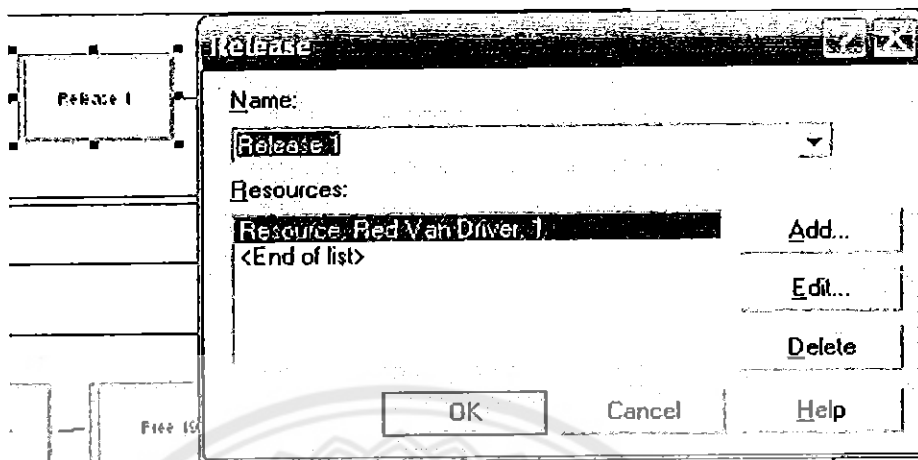 Release
Release 1
Name:
Release 1
Resources:
Resource, Red Van Driver, 1
<End of list>
Add...
Edit...
Delete
OK
Cancel
Help
Free